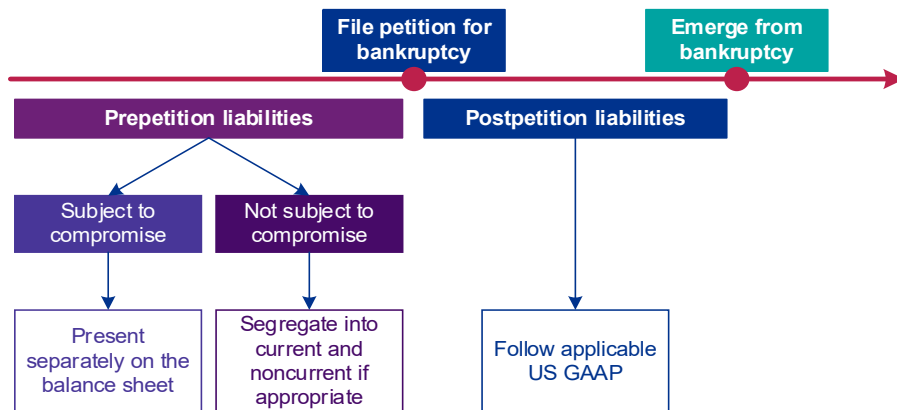 File petition for
bankruptcy
Emerge from
bankruptcy
Prepetition liabilities
Postpetition liabilities
Subject to
compromise
Not subject to
compromise
Present
separately on the
balance sheet
Segregate into
current and
noncurrent if
appropriate
Follow applicable
US GAAP